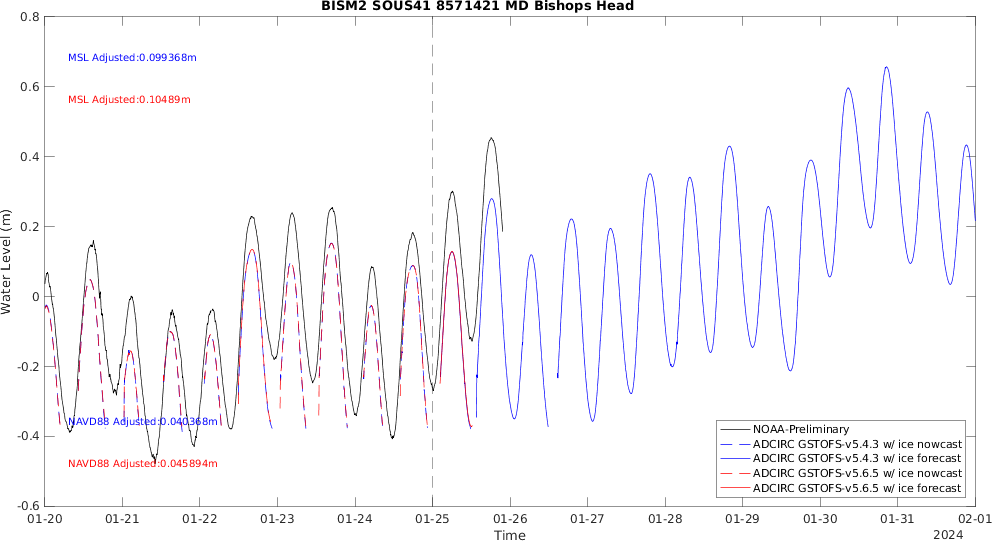 BISM2 SOUS41 8571421 MD Bishops Head
0.8
0.6
0.4
0.2
0
-0.2
-0.4
-0.6
Water Level (m)
MSL Adjusted:0.099368m
MSL Adjusted:0.10489m
NAVD88 Adjusted:0.040368m
NAVD88 Adjusted:0.045894m
NOAA-Preliminary
ADCIRC GSTOFS-v5.4.3 w/ ice nowcast
ADCIRC GSTOFS-v5.4.3 w/ ice forecast
ADCIRC GSTOFS-v5.6.5 w/ ice nowcast
ADCIRC GSTOFS-v5.6.5 w/ ice forecast
01-20 01-21 01-22 01-23 01-24 01-25 01-26 01-27 01-28 01-29 01-30 01-31 02-01
Time
2024